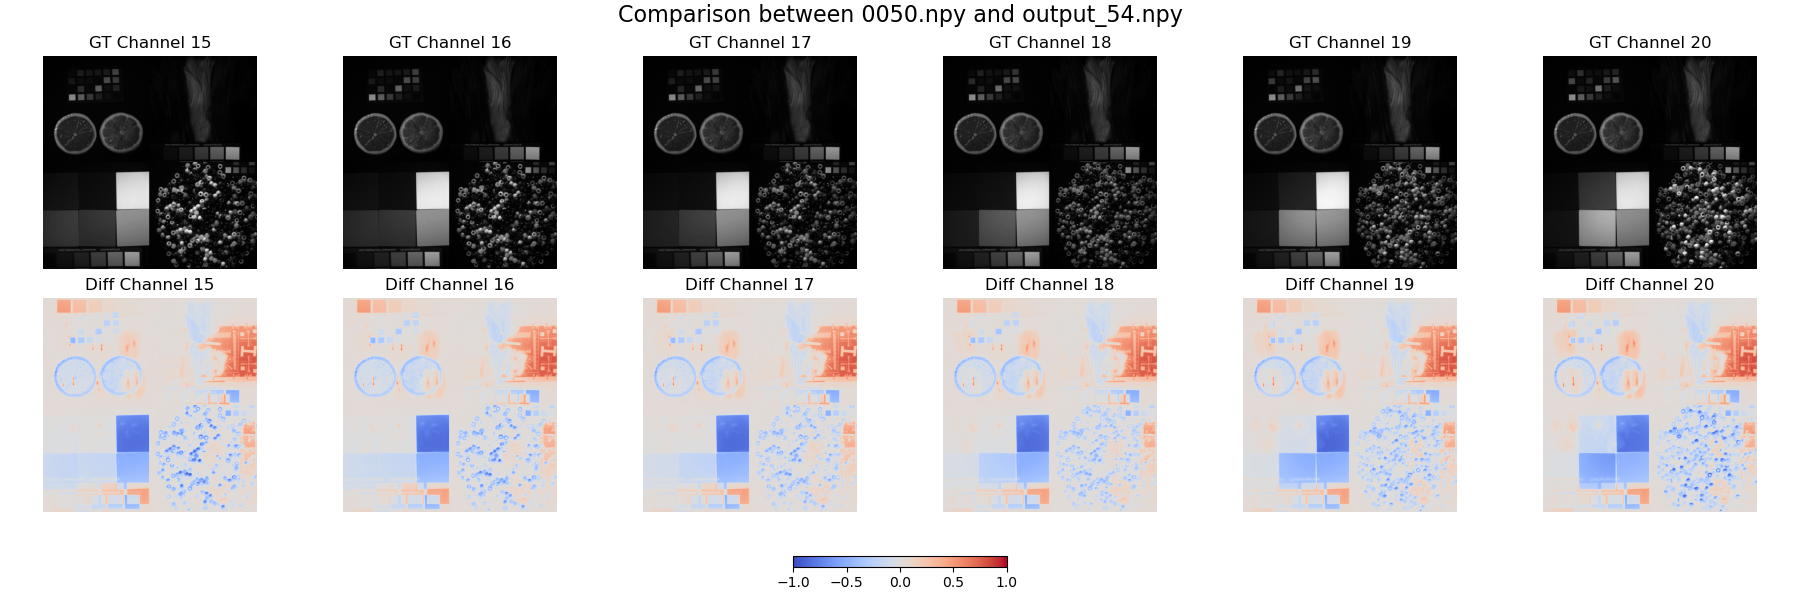 Comparison between 0050.npy and output_54.npy
GT Channel 15
GT Channel 16
GT Channel 17
GT Channel 18
GT Channel 19
GT Channel 20
Diff Channel 15
Diff Channel 16
Diff Channel 17
Diff Channel 18
Diff Channel 19
Diff Channel 20
−1.0
−0.5
0.0
0.5
1.0